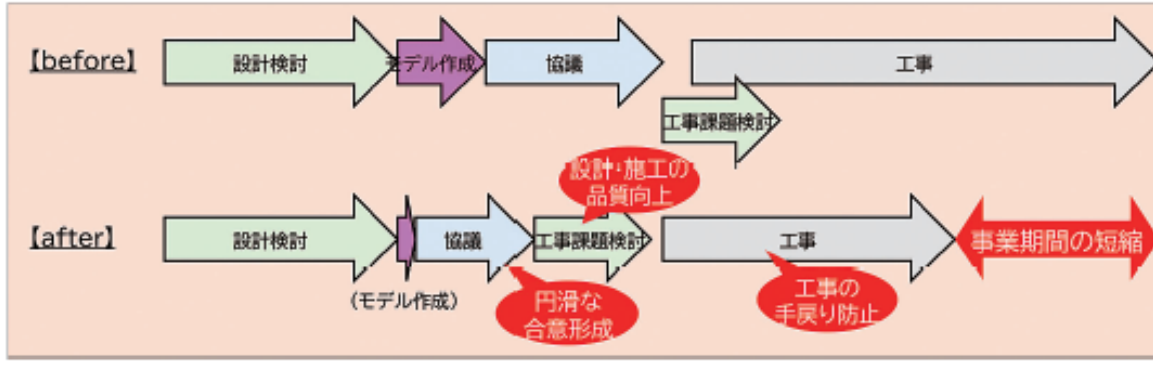 【before】
設計検討
モデル作成
協議
工事
工事課題検討
設計・施工の
品質向上
【after】
設計検討
協議
工事課題検討
工事
事業期間の短縮
(モデル作成)
円滑な
合意形成
工事の
手戻り防止